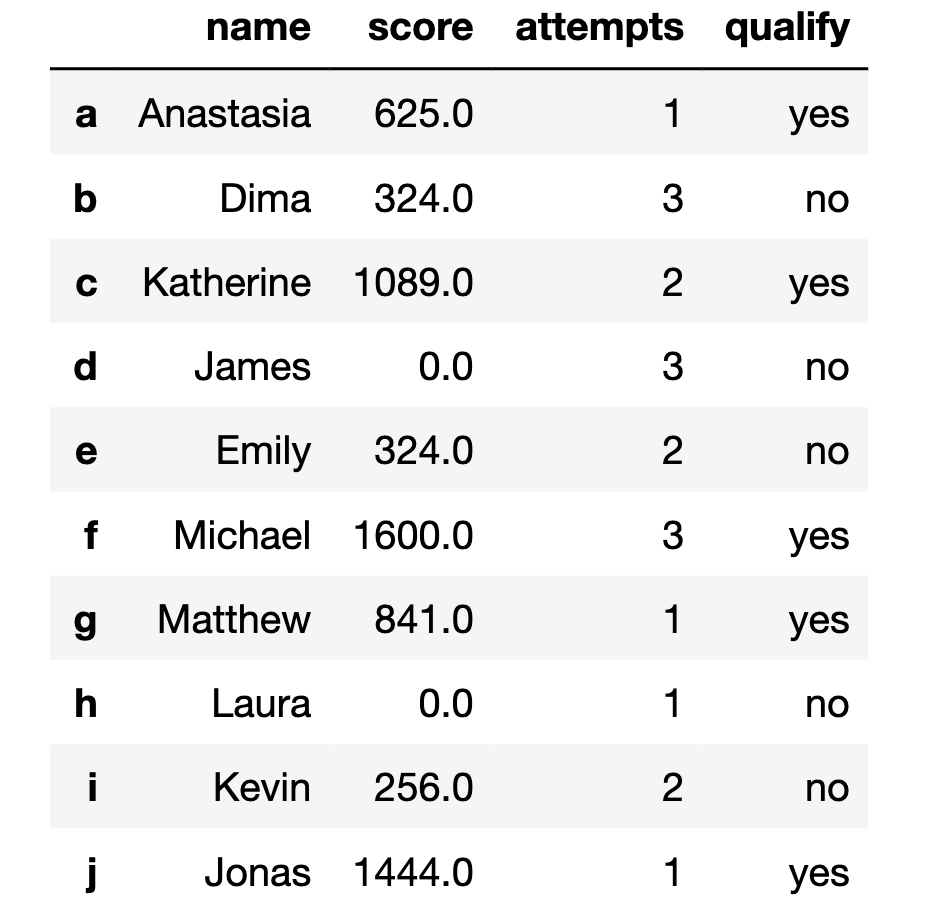 name score attempts qualify
a Anastasia 625.0 1 yes
b Dima 324.0 3 no
c Katherine 1089.0 2 yes
d James 0.0 3 no
e Emily 324.0 2 no
f Michael 1600.0 3 yes
g Matthew 841.0 1 yes
h Laura 0.0 1 no
i Kevin 256.0 2 no
j Jonas 1444.0 1 yes